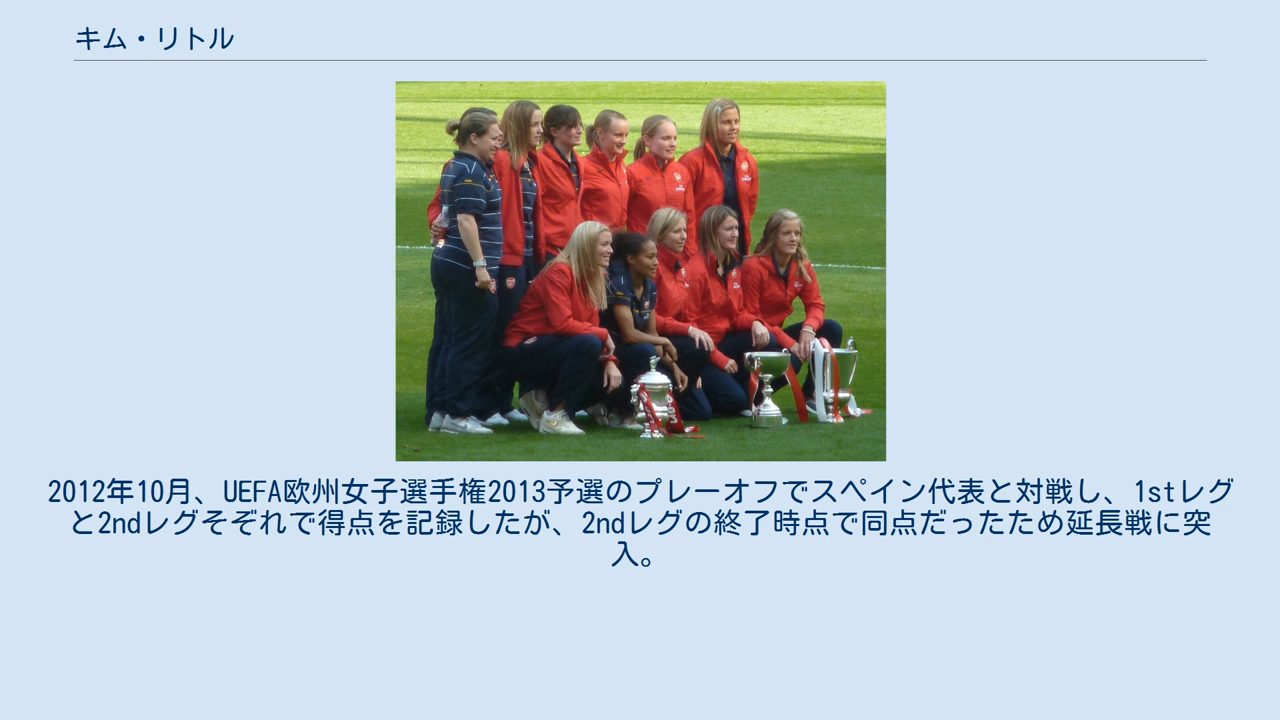 キム・リトル
2012年10月、UEFA欧州女子選手権2013予選のプレーオフでスペイン代表と対戦し、1stレグ
と2ndレグそぞれで得点を記録したが、2ndレグの終了時点で同点だったため延長戦に突
入。